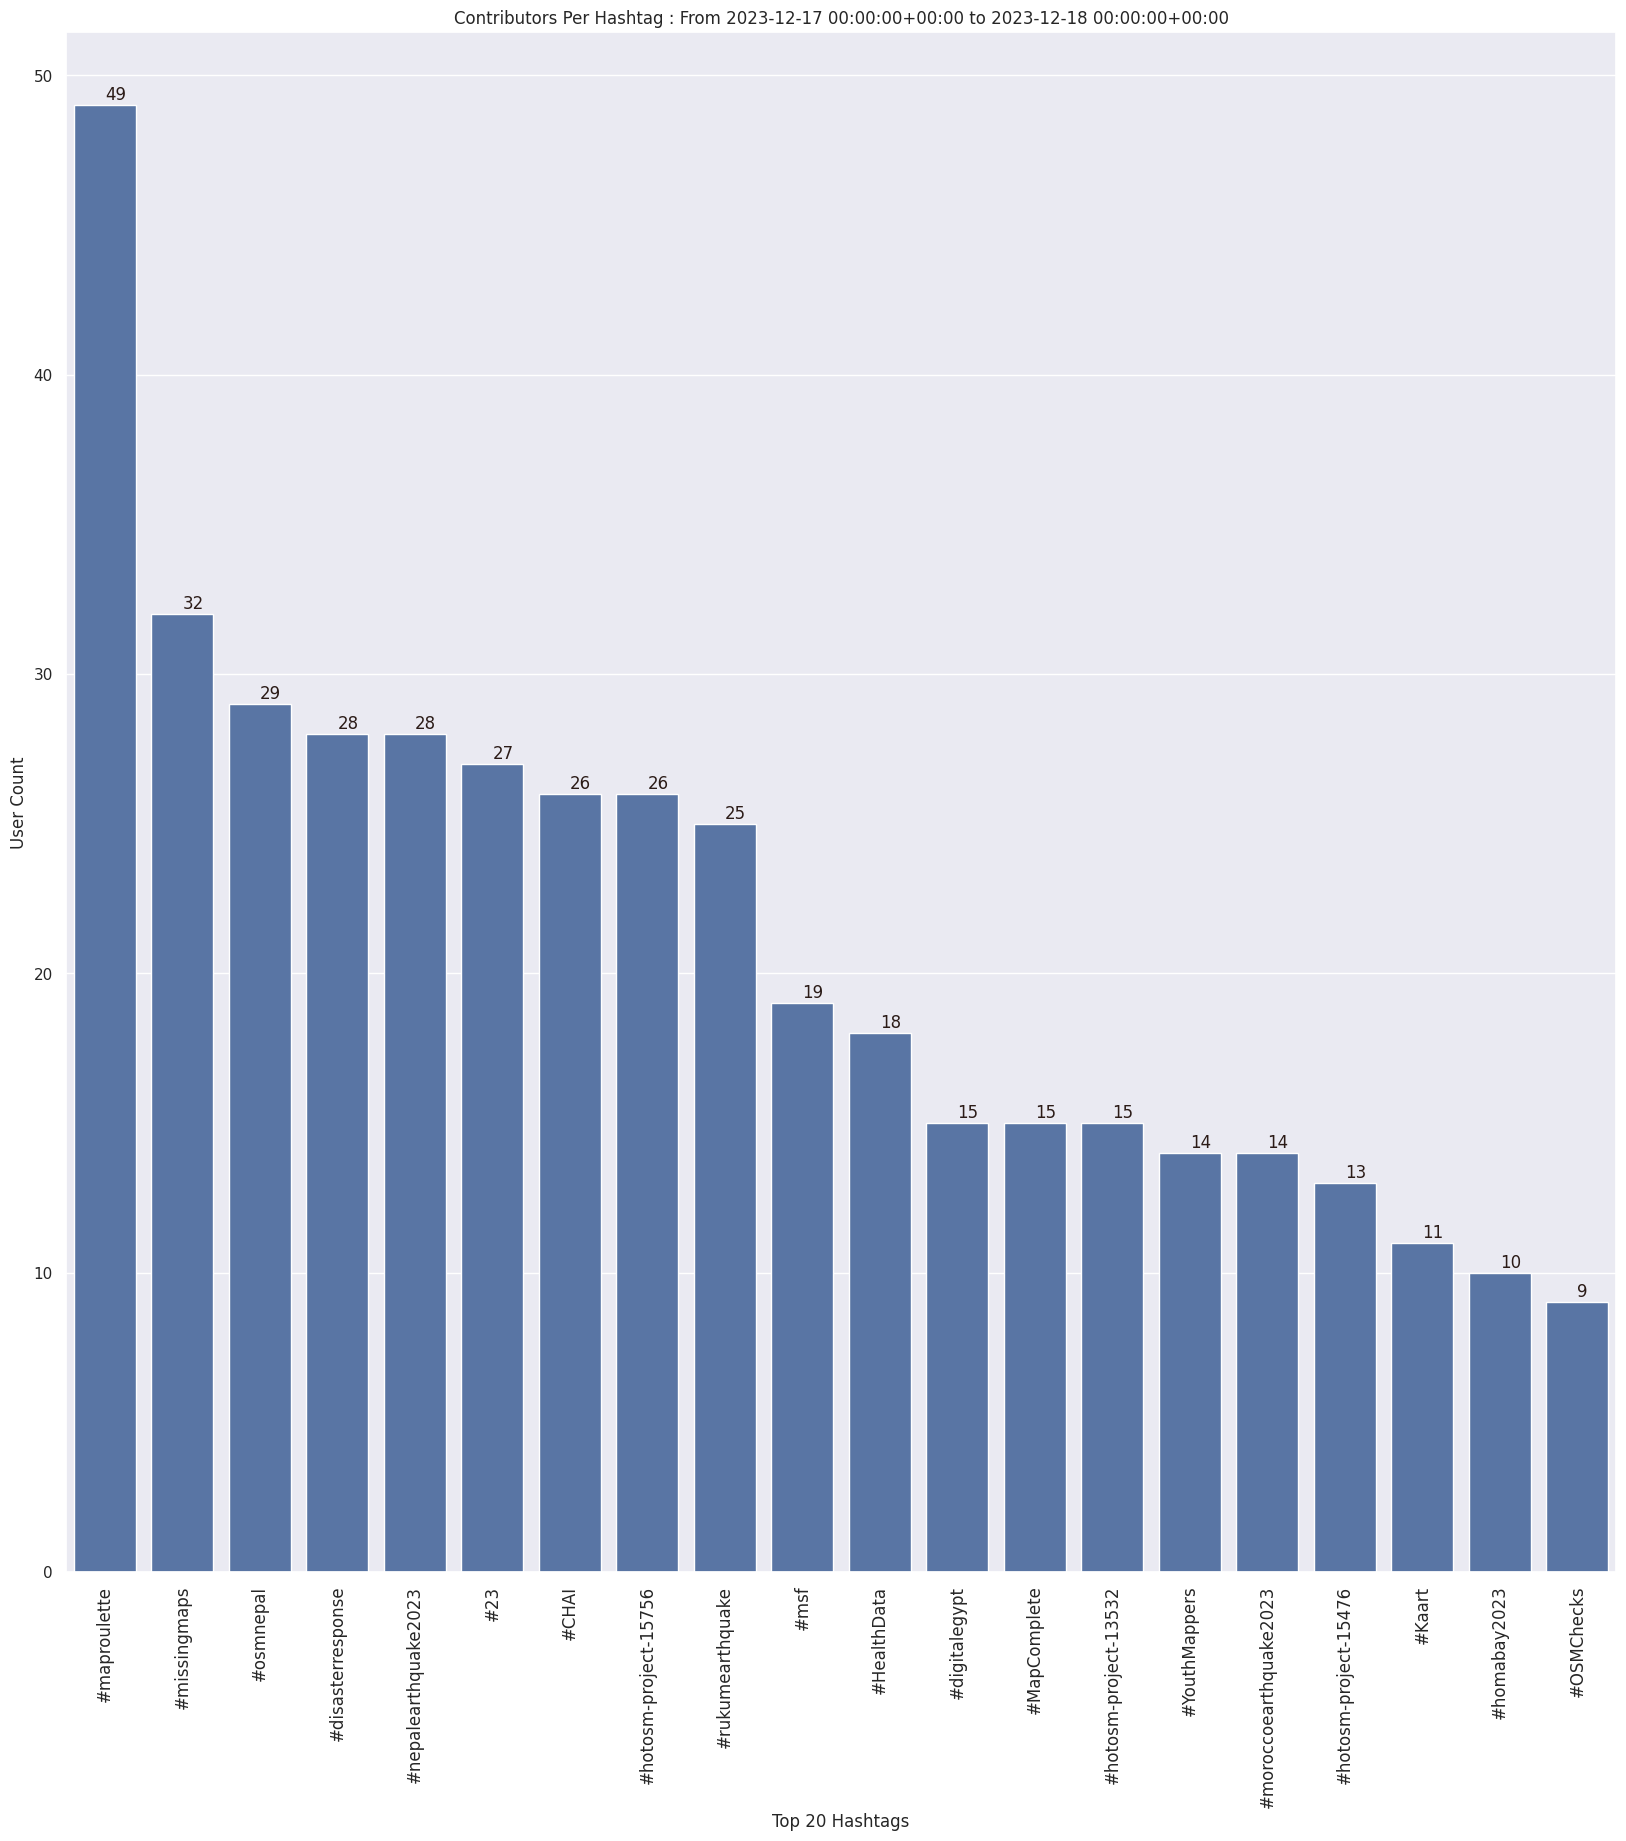 Contributors Per Hashtag : From 2023-12-17 00:00:00+00:00 to 2023-12-18 00:00:00+00:00
User Count
50
40
30
20
10
0
49
32
29
28
28
27
26
26
25
19
18
15
15
15
14
14
13
11
10
9
#maproulette
#missingmaps
#osmnepal
#disasterresponse
#nepalearthquake2023
#23
#CHAI
#hotosm-project-15756
#rukumearthquake
#msf
#HealthData
#digitalegypt
#MapComplete
#hotosm-project-13532
#YouthMappers
#moroccoearthquake2023
#hotosm-project-15476
#Kaart
#homabay2023
#OSMChecks
Top 20 Hashtags